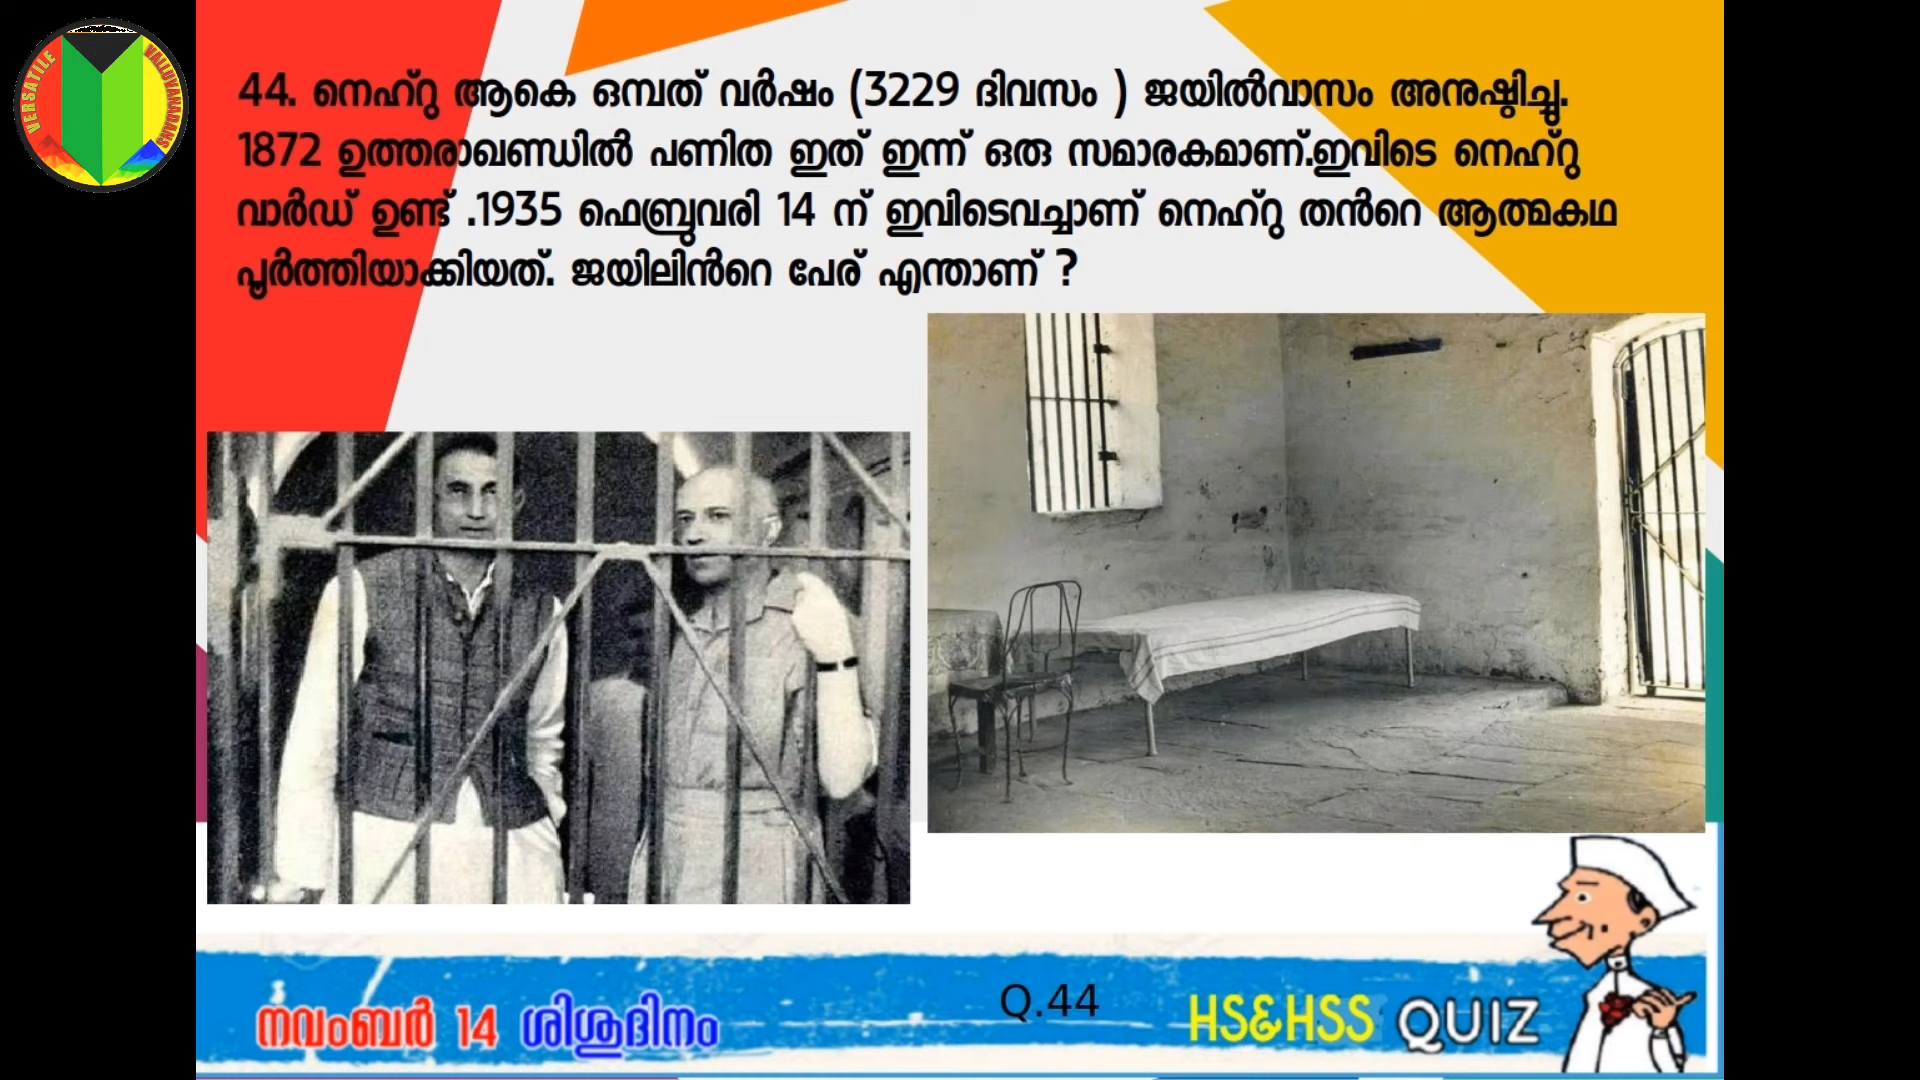 VERSATILE
VALLUVANADANS
44. നെഹ്റു ആകെ ഒമ്പത് വർഷം (3229 ദിവസം ) ജയിൽവാസം അനുഷ്ഠിച്ചു.
1872 ഉത്തരാഖണ്ഡിൽ പണിത ഇത് ഇന്ന് ഒരു സമാരകമാണ്.ഇവിടെ നെഹ്റു
വാർഡ് ഉണ്ട് .1935 ഫെബ്രുവരി 14 ന് ഇവിടെവച്ചാണ് നെഹ്റു തൻറെ ആത്മകഥ
പൂർത്തിയാക്കിയത്. ജയിലിൻറെ പേര് എന്താണ് ?
നവംബർ 14 ശിശുദിനം
Q.44
HS&HSS QUIZ